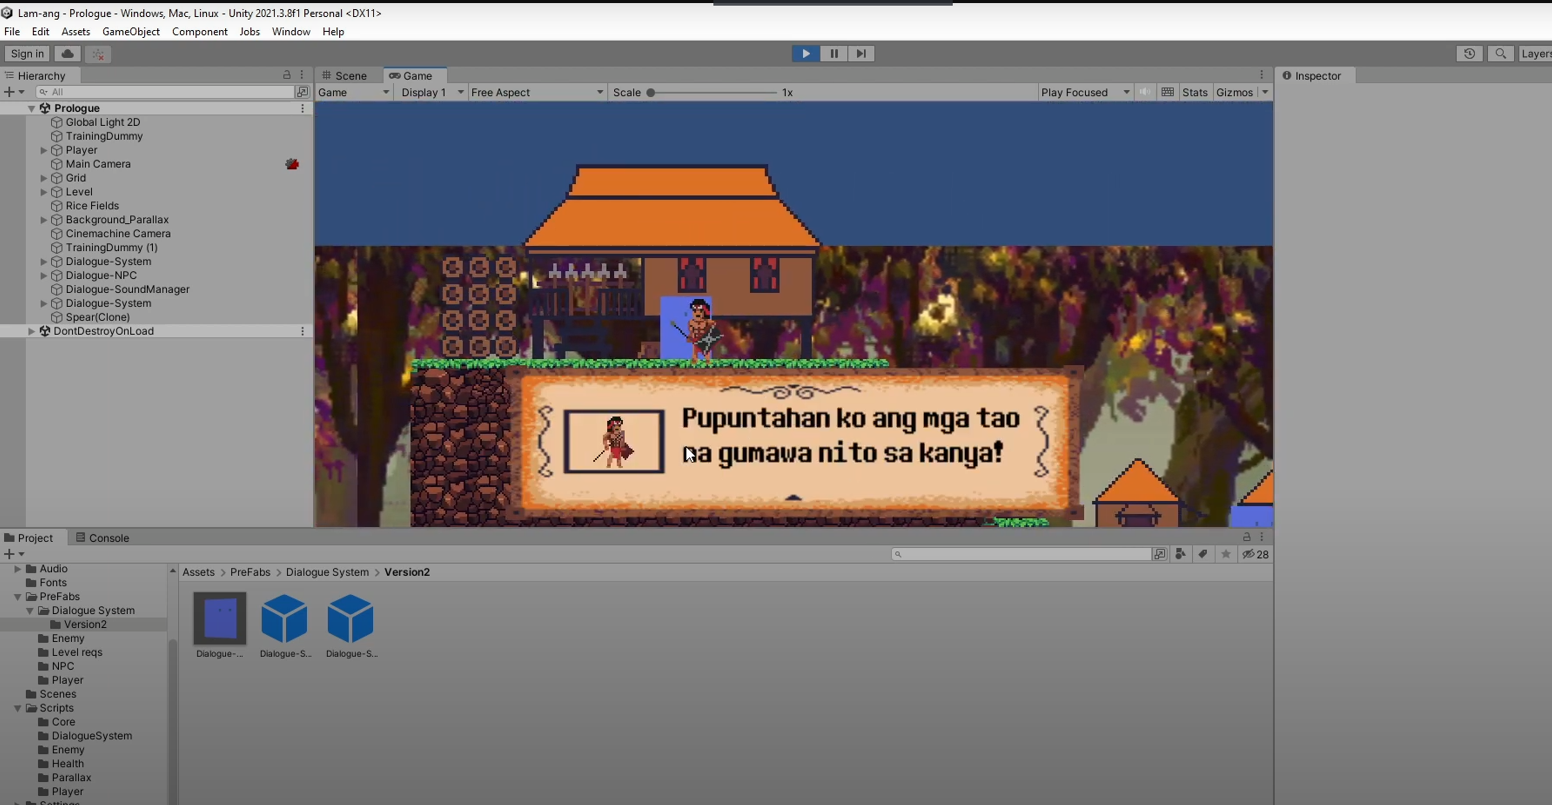 Lam-ang - Prologue - Windows, Mac, Linux - Unity 2021.3.8f1 Personal <DX11>
File Edit Assets GameObject Component Jobs Window Help
Sign in
Layers
Hierarchy
All
Prologue
Global Light 2D
TrainingDummy
Player
Main Camera
Grid
Level
Rice Fields
Background_Parallax
Cinemachine Camera
TrainingDummy (1)
Dialogue-System
Dialogue-NPC
Dialogue-SoundManager
Dialogue-System
Spear(Clone)
DontDestroyOnLoad
Scene Game
Game Display 1 Free Aspect Scale 1x Play Focused Stats Gizmos
Pupuntahan ko ang mga tao
na gumawa nito sa kanya!
Inspector
Project Console
28
Audio
Fonts
PreFabs
Dialogue System
Version2
Enemy
Level reqs
NPC
Player
Scenes
Scripts
Core
DialogueSystem
Enemy
Health
Parallax
Player
Settings
Assets > PreFabs > Dialogue System > Version2
Dialogue-... Dialogue-S... Dialogue-S...